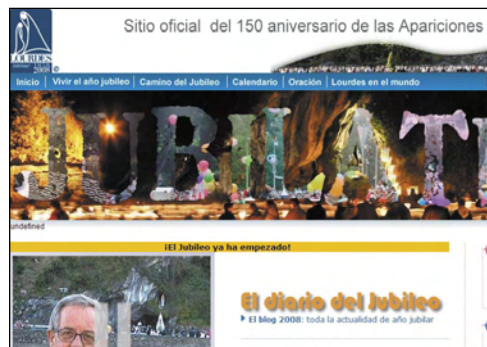 Sitio oficial del 150 aniversario de las Apariciones
LOURDES
2008
Inicio Vivir el año jubileo Camino del Jubileo Calendario Oración Lourdes en el mundo
JUBILAT
undefined
¡El Jubileo ya ha empezado!
El diario del Jubileo
El blog 2008: toda la actualidad de año jubilar